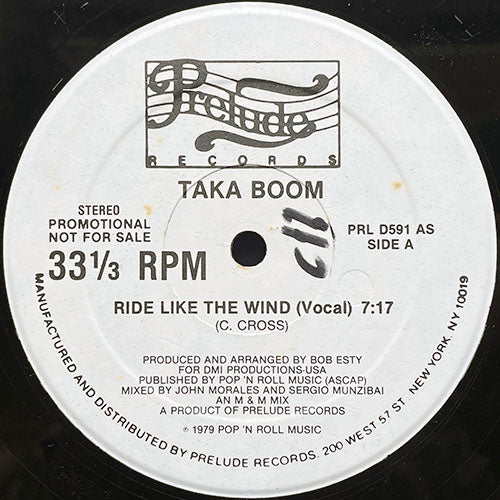 Prelude
RECORDS
TAKA BOOM
STEREO
PROMOTIONAL
NOT FOR SALE
33⅓ RPM
PRL D591 AS
SIDE A
RIDE LIKE THE WIND (Vocal) 7:17
(C. CROSS)
PRODUCED AND ARRANGED BY BOB ESTY
FOR DMI PRODUCTIONS-USA
PUBLISHED BY POP 'N ROLL MUSIC (ASCAP)
MIXED BY JOHN MORALES AND SERGIO MUNZIBAI
AN M & M MIX
A PRODUCT OF PRELUDE RECORDS
℗ 1979 POP 'N ROLL MUSIC
MANUFACTURED AND DISTRIBUTED BY PRELUDE RECORDS. 200 WEST 57 ST NEW YORK, NY 10019